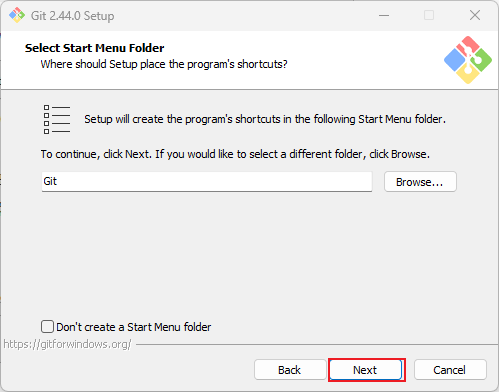 Git 2.44.0 Setup
Select Start Menu Folder
Where should Setup place the program's shortcuts?
Setup will create the program's shortcuts in the following Start Menu folder.
To continue, click Next. If you would like to select a different folder, click Browse.
Git
Browse...
Don't create a Start Menu folder
https://gitforwindows.org/
Back
Next
Cancel